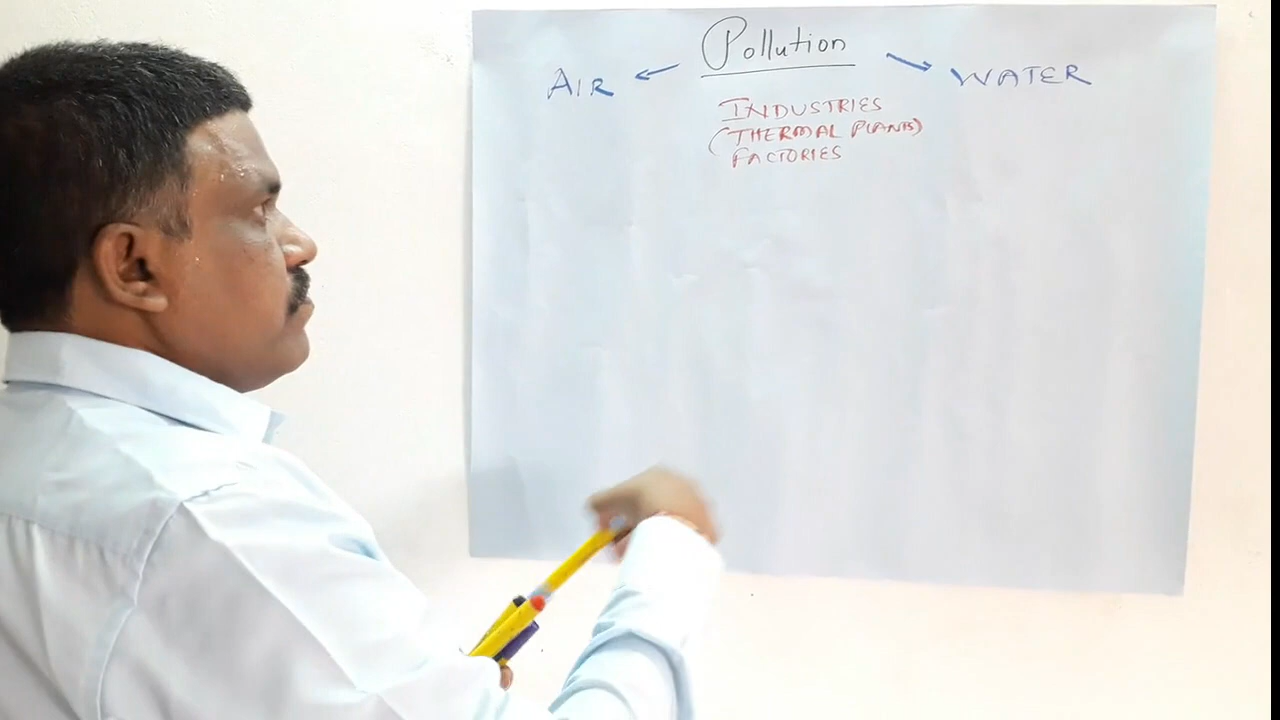 Pollution
AIR
WATER
INDUSTRIES
(THERMAL PLANTS)
FACTORIES